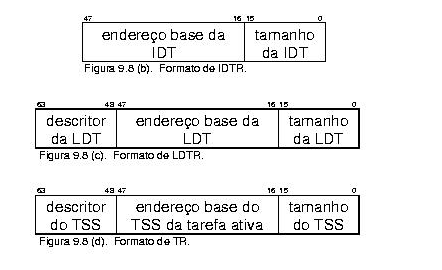 47 16 15 0
endereço base da tamanho
IDT da IDT
Figura 9.8 (b). Formato de IDTR.
63 48 47 16 15 0
descritor endereço base da tamanho
da LDT LDT da LDT
Figura 9.8 (c). Formato de LDTR.
63 48 47 16 15 0
descritor endereço base do tamanho
do TSS TSS da tarefa ativa do TSS
Figura 9.8 (d). Formato de TR.